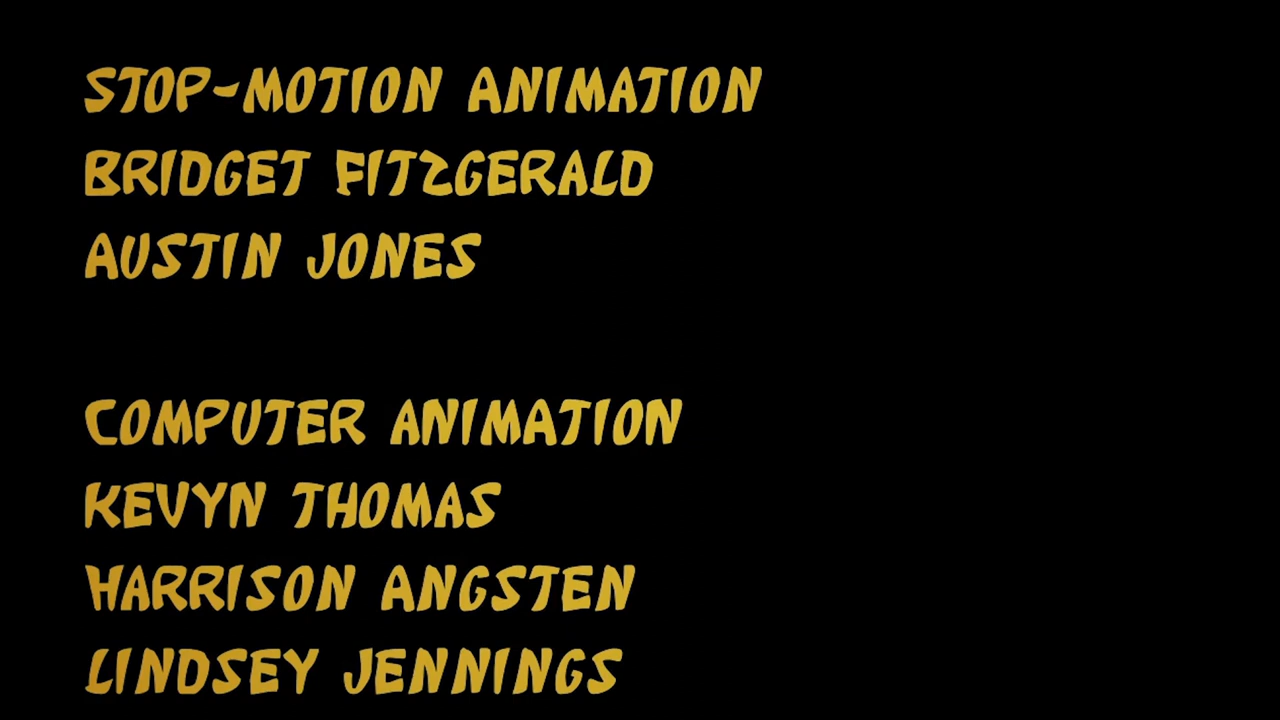 STOP-MOTION ANIMATION
BRIDGET FITZGERALD
AUSTIN JONES
COMPUTER ANIMATION
KEVYN THOMAS
HARRISON ANGSTEN
LINDSEY JENNINGS